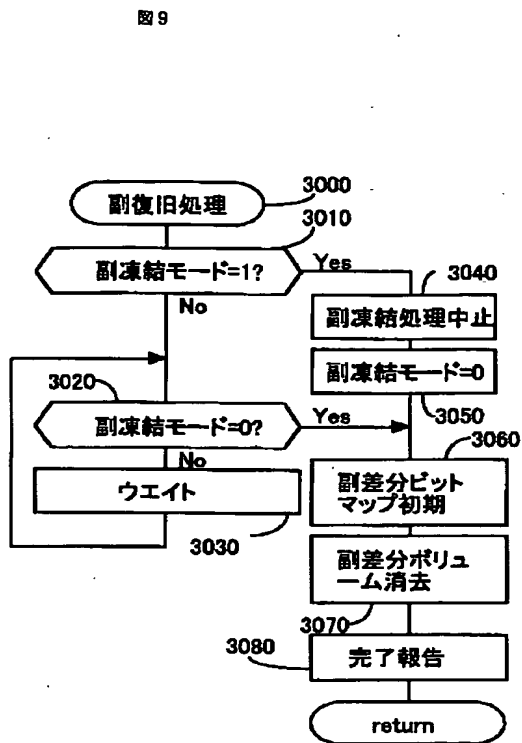 図9
副復旧処理
3000
3010
副凍結モード=1?
Yes
No
3040
副凍結処理中止
副凍結モード=0
3050
3020
副凍結モード=0?
Yes
No
3060
ウエイト
3030
副差分ビット
マップ初期
副差分ボリュ
ーム消去
3070
3080
完了報告
return